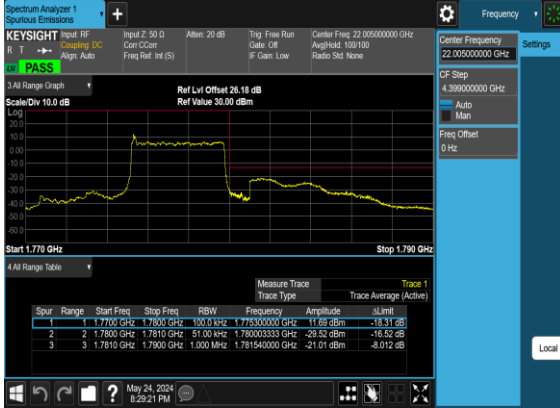 Spectrum Analyzer 1
Spurious Emissions
+
Frequency
KEYSIGHT
R T
PASS
Input: RF
Coupling: DC
Align: Auto
Input Z: 50 Ω
Corr CCorr
Freq Ref: Int (S)
Atten: 20 dB
Trig: Free Run
Gate: Off
IF Gain: Low
Center Freq: 22.005000000 GHz
Avg|Hold: 100/100
Radio Std: None
Center Frequency
22.005000000 GHz
Settings
CF Step
4.399000000 GHz
Auto
Man
Freq Offset
0 Hz
3.All Range Graph
Ref Lvl Offset 26.18 dB
Scale/Div 10.0 dB
Ref Value 30.00 dBm
Log
20.0
10.0
0.00
-10.0
-20.0
-30.0
-40.0
-50.0
-60.0
Start 1.770 GHz
Stop 1.790 GHz
4.All Range Table
Measure Trace Trace 1
Trace Type Trace Average (Active)
Spur Range Start Freq Stop Freq RBW Frequency Amplitude ΔLimit
1 1 1.7700 GHz 1.7800 GHz 100.0 kHz 1.775300000 GHz 11.69 dBm -18.31 dB
2 2 1.7800 GHz 1.7810 GHz 51.00 kHz 1.780003333 GHz -29.52 dBm -16.52 dB
3 3 1.7810 GHz 1.7900 GHz 1.000 MHz 1.781540000 GHz -21.01 dBm -8.012 dB
Local
?
May 24, 2024
8:29:21 PM